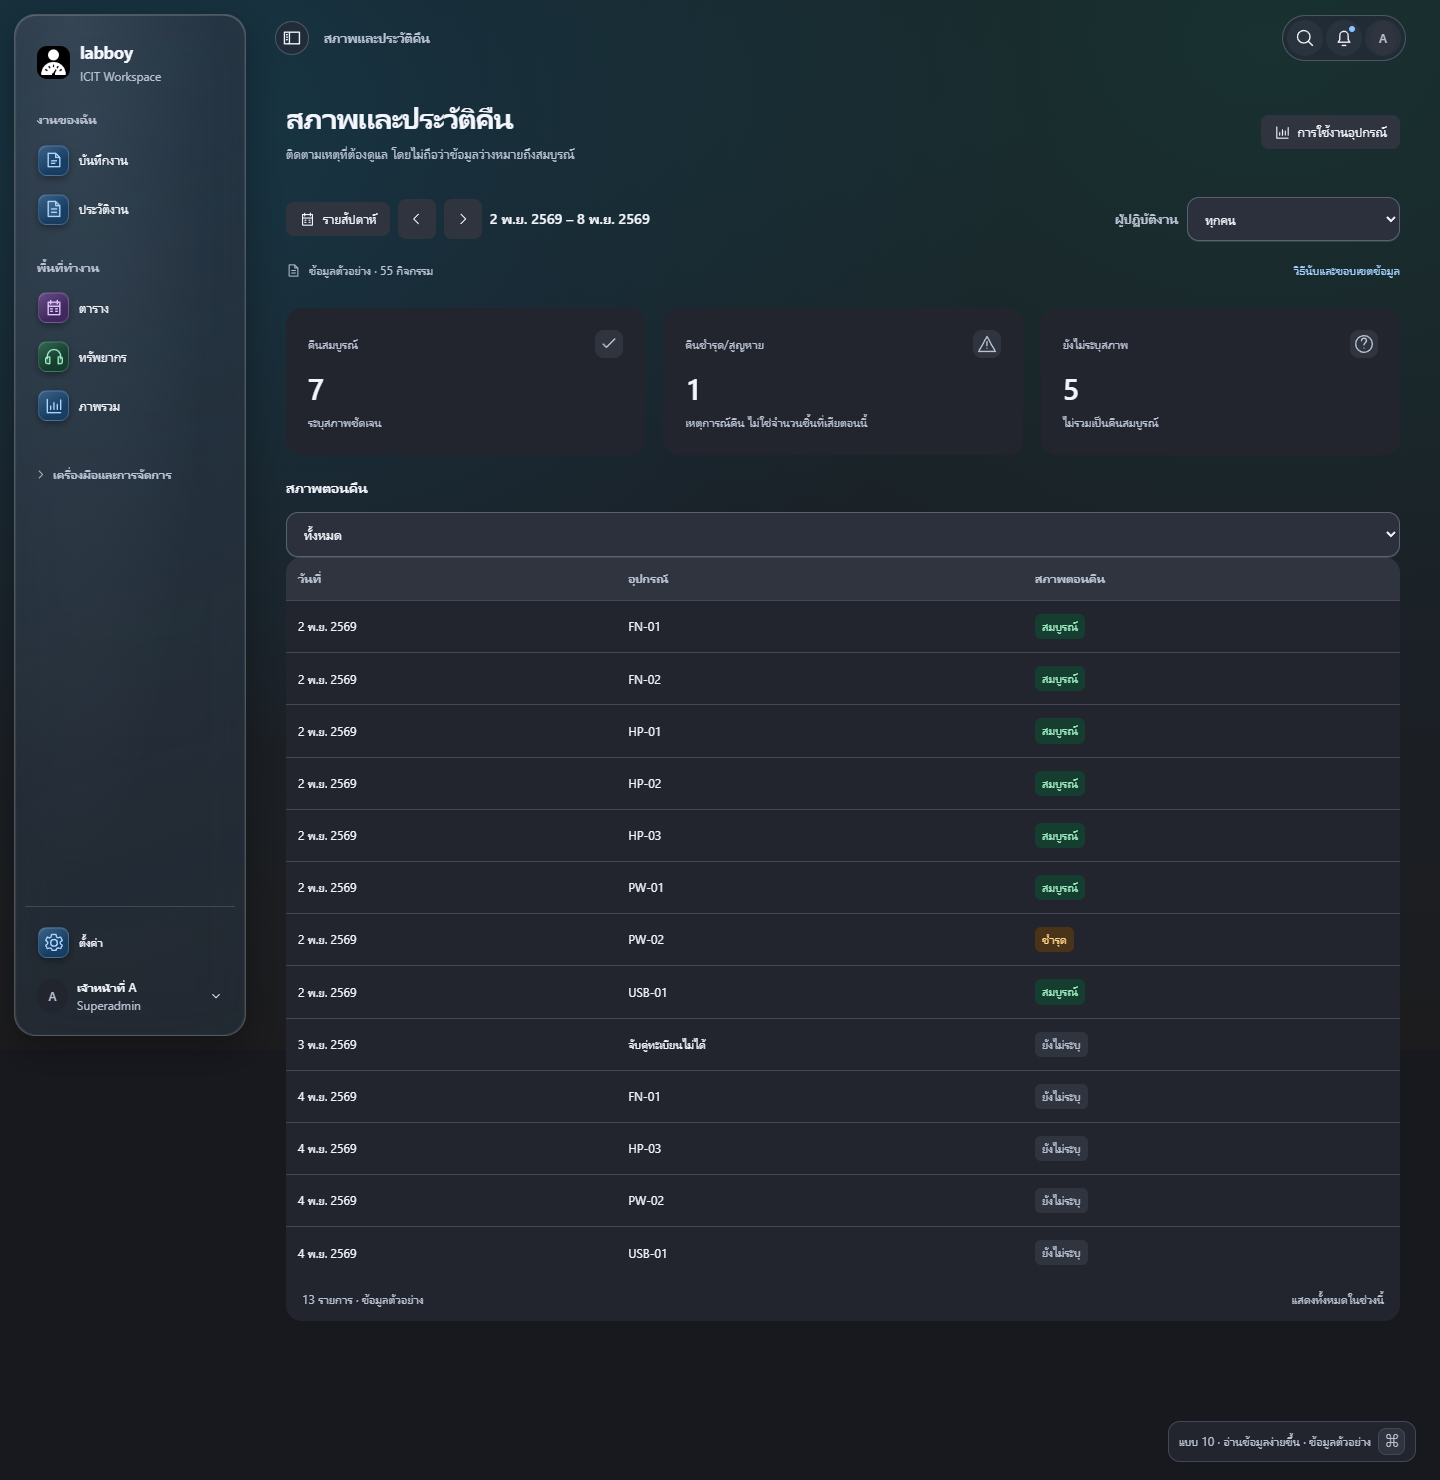 labboy
ICIT Workspace
งานของฉัน
บันทึกงาน
ประวัติงาน
พื้นที่ทำงาน
ตาราง
ทรัพยากร
ภาพรวม
เครื่องมือและการจัดการ
ตั้งค่า
A
เจ้าหน้าที่ A
Superadmin
สภาพและประวัติคืน
A
สภาพและประวัติคืน
ติดตามเหตุที่ต้องดูแล โดยไม่ถือว่าข้อมูลว่างหมายถึงสมบูรณ์
การใช้งานอุปกรณ์
รายสัปดาห์
2 พ.ย. 2569 – 8 พ.ย. 2569
ผู้ปฏิบัติงาน
ทุกคน
ข้อมูลตัวอย่าง · 55 กิจกรรม
วิธีนับและขอบเขตข้อมูล
คืนสมบูรณ์
7
ระบุสภาพชัดเจน
คืนชำรุด/สูญหาย
1
เหตุการณ์คืน ไม่ใช่จำนวนชิ้นที่เสียตอนนี้
ยังไม่ระบุสภาพ
5
ไม่รวมเป็นคืนสมบูรณ์
สภาพตอนคืน
ทั้งหมด
วันที่ อุปกรณ์ สภาพตอนคืน
2 พ.ย. 2569 FN-01 สมบูรณ์
2 พ.ย. 2569 FN-02 สมบูรณ์
2 พ.ย. 2569 HP-01 สมบูรณ์
2 พ.ย. 2569 HP-02 สมบูรณ์
2 พ.ย. 2569 HP-03 สมบูรณ์
2 พ.ย. 2569 PW-01 สมบูรณ์
2 พ.ย. 2569 PW-02 ชำรุด
2 พ.ย. 2569 USB-01 สมบูรณ์
3 พ.ย. 2569 จับคู่ทะเบียนไม่ได้ ยังไม่ระบุ
4 พ.ย. 2569 FN-01 ยังไม่ระบุ
4 พ.ย. 2569 HP-03 ยังไม่ระบุ
4 พ.ย. 2569 PW-02 ยังไม่ระบุ
4 พ.ย. 2569 USB-01 ยังไม่ระบุ
13 รายการ · ข้อมูลตัวอย่าง
แสดงทั้งหมดในช่วงนี้
แบบ 10 · อ่านข้อมูลง่ายขึ้น · ข้อมูลตัวอย่าง ⌘